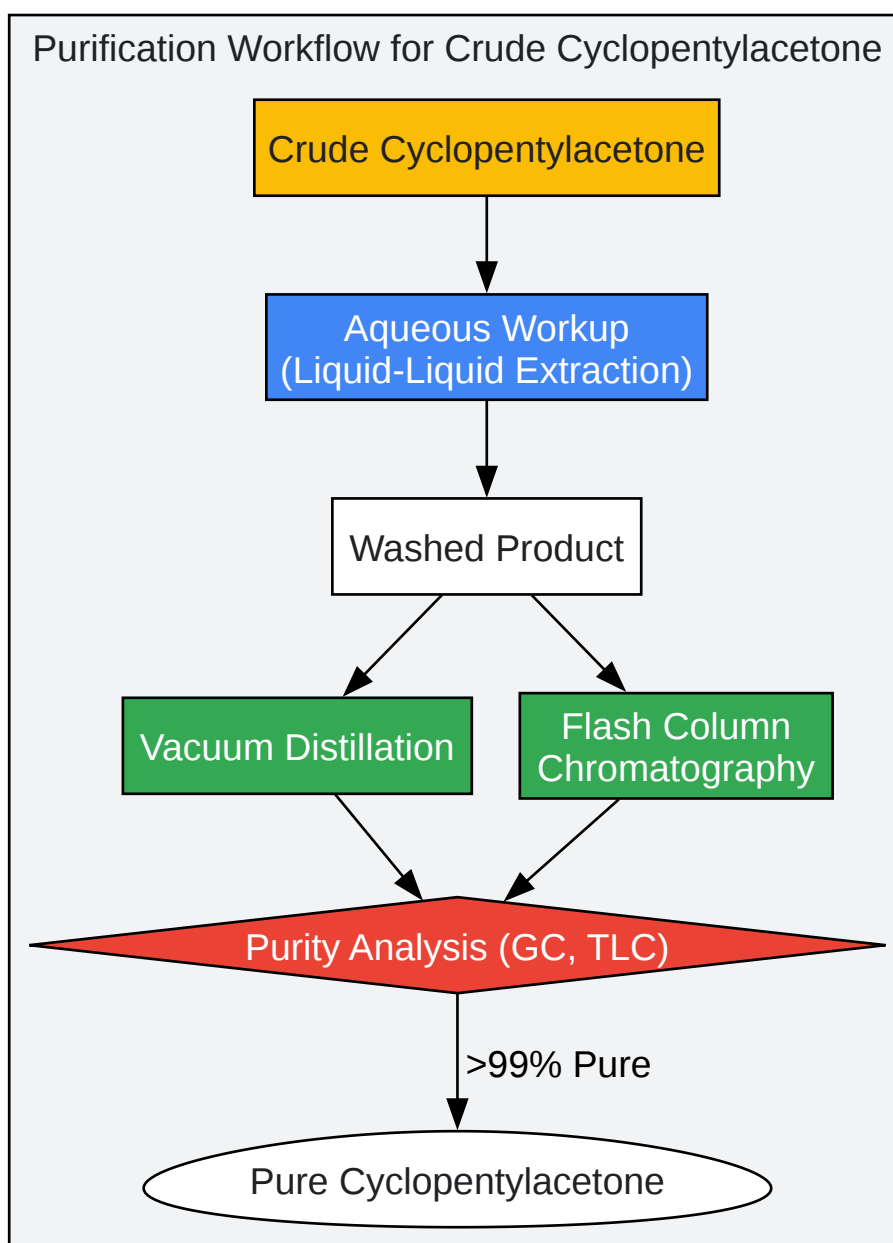 Purification Workflow for Crude Cyclopentylacetone
Crude Cyclopentylacetone
Aqueous Workup
(Liquid-Liquid Extraction)
Washed Product
Vacuum Distillation
Flash Column
Chromatography
Purity Analysis (GC, TLC)
>99% Pure
Pure Cyclopentylacetone